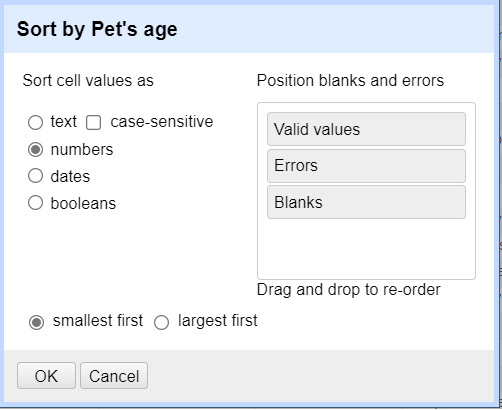 Sort by Pet's age
Sort cell values as
Position blanks and errors
text case-sensitive
numbers
dates
booleans
Valid values
Errors
Blanks
Drag and drop to re-order
smallest first largest first
OK Cancel